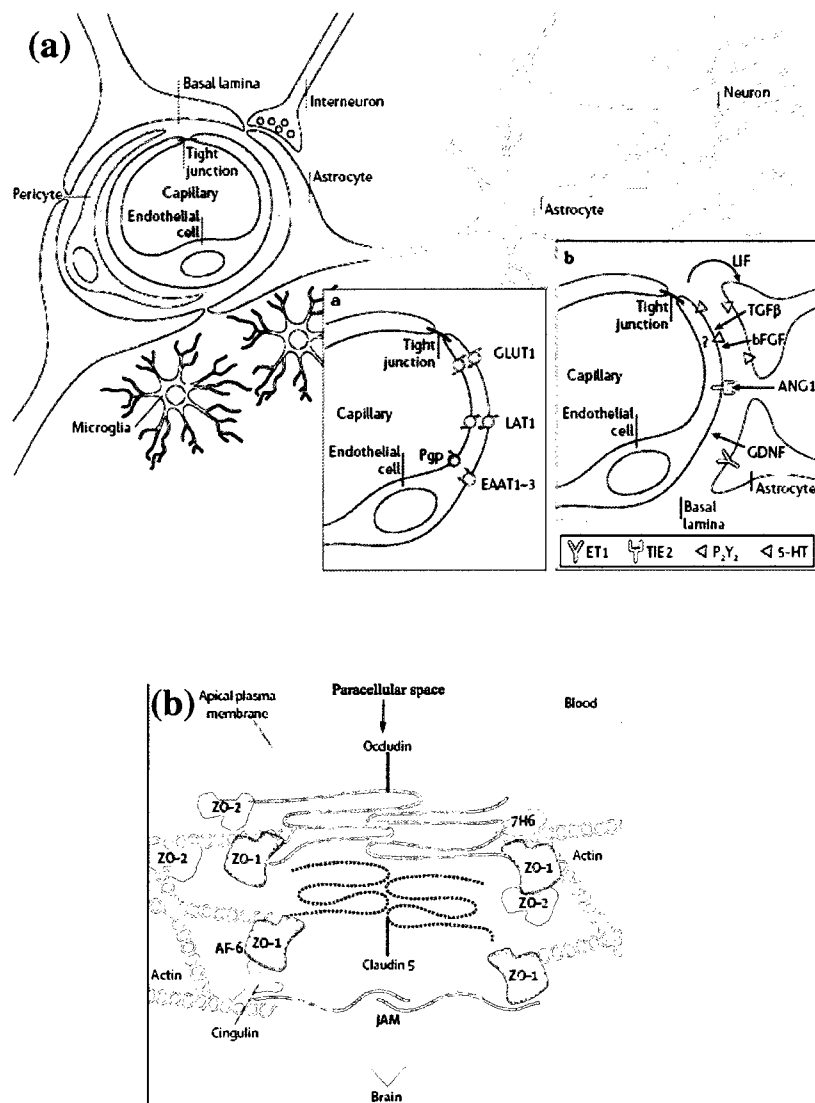 (a)
Basal lamina
Interneuron
Neuron
Tight
junction
Pericyte
Capillary
Astrocyte
Endothelial
cell
Astrocyte
Microglia
a
Tight
junction
GLUT1
Capillary
LAT1
Endothelial
cell
Pgp
EAAT1-3
b
LIF
Tight
junction
TGFβ
?
bFGF
Capillary
ANG1
Endothelial
cell
GDNF
Astrocyte
Basal
lamina
ET1 TIE2 P₂Y₂ 5-HT
(b)
Apical plasma
membrane
Paracellular space
Blood
Occludin
ZO-2
7H6
ZO-2
ZO-1
ZO-1
Actin
ZO-2
AF-6
ZO-1
Claudin 5
ZO-1
Actin
Cingulin
JAM
Brain